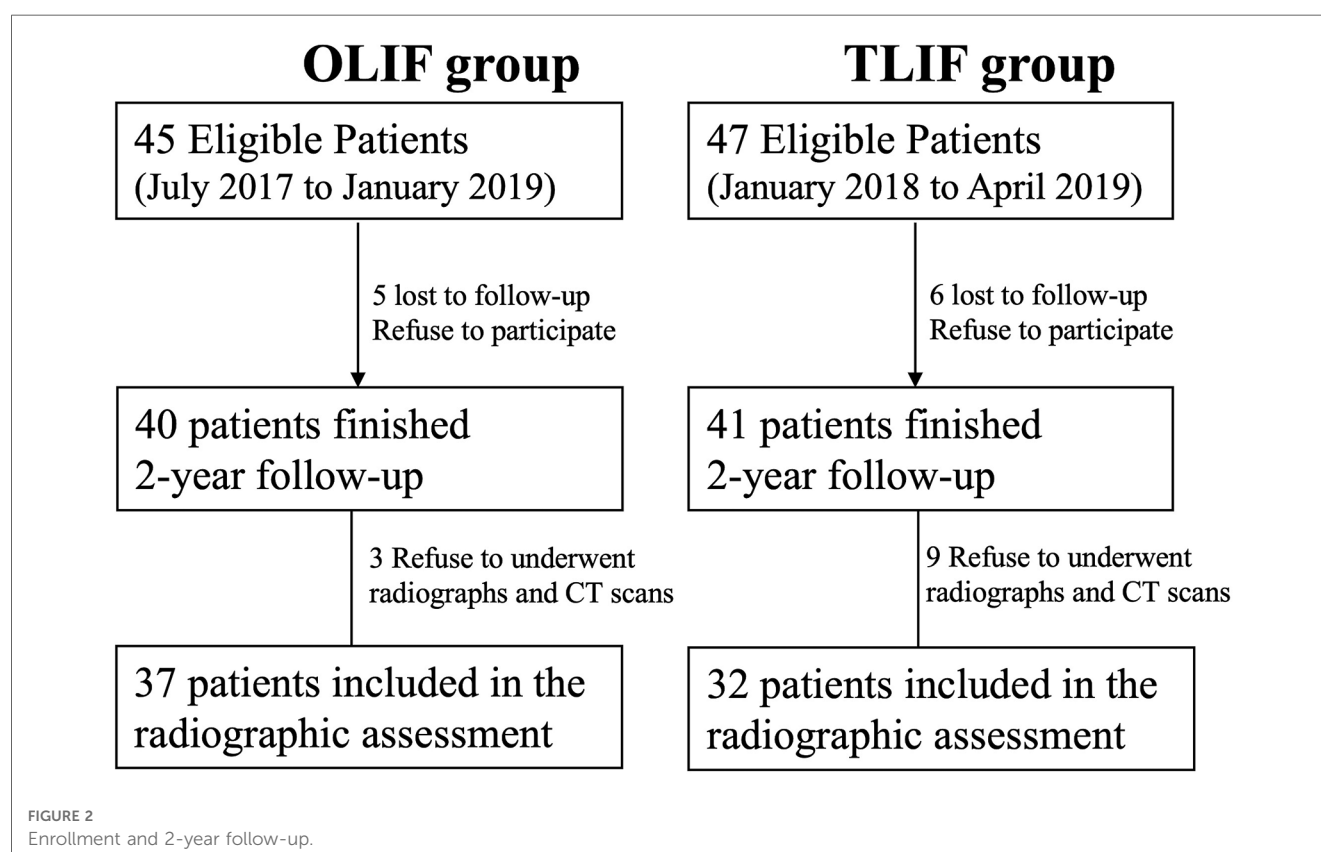 OLIF group
45 Eligible Patients
(July 2017 to January 2019)
5 lost to follow-up
Refuse to participate
40 patients finished
2-year follow-up
3 Refuse to underwent
radiographs and CT scans
37 patients included in the
radiographic assessment
TLIF group
47 Eligible Patients
(January 2018 to April 2019)
6 lost to follow-up
Refuse to participate
41 patients finished
2-year follow-up
9 Refuse to underwent
radiographs and CT scans
32 patients included in the
radiographic assessment
FIGURE 2
Enrollment and 2-year follow-up.